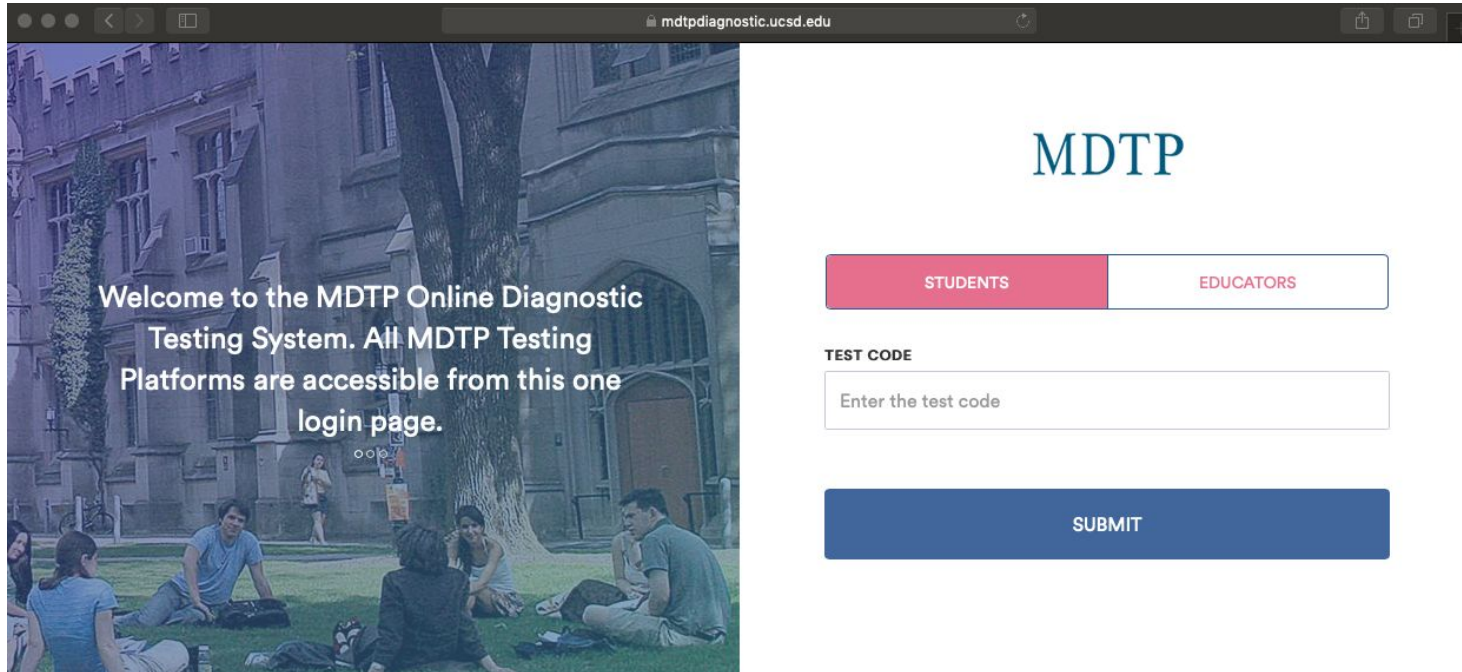 mdtpdiagnostic.ucsd.edu
Welcome to the MDTP Online Diagnostic
Testing System. All MDTP Testing
Platforms are accessible from this one
login page.
MDTP
STUDENTS
EDUCATORS
TEST CODE
Enter the test code
SUBMIT